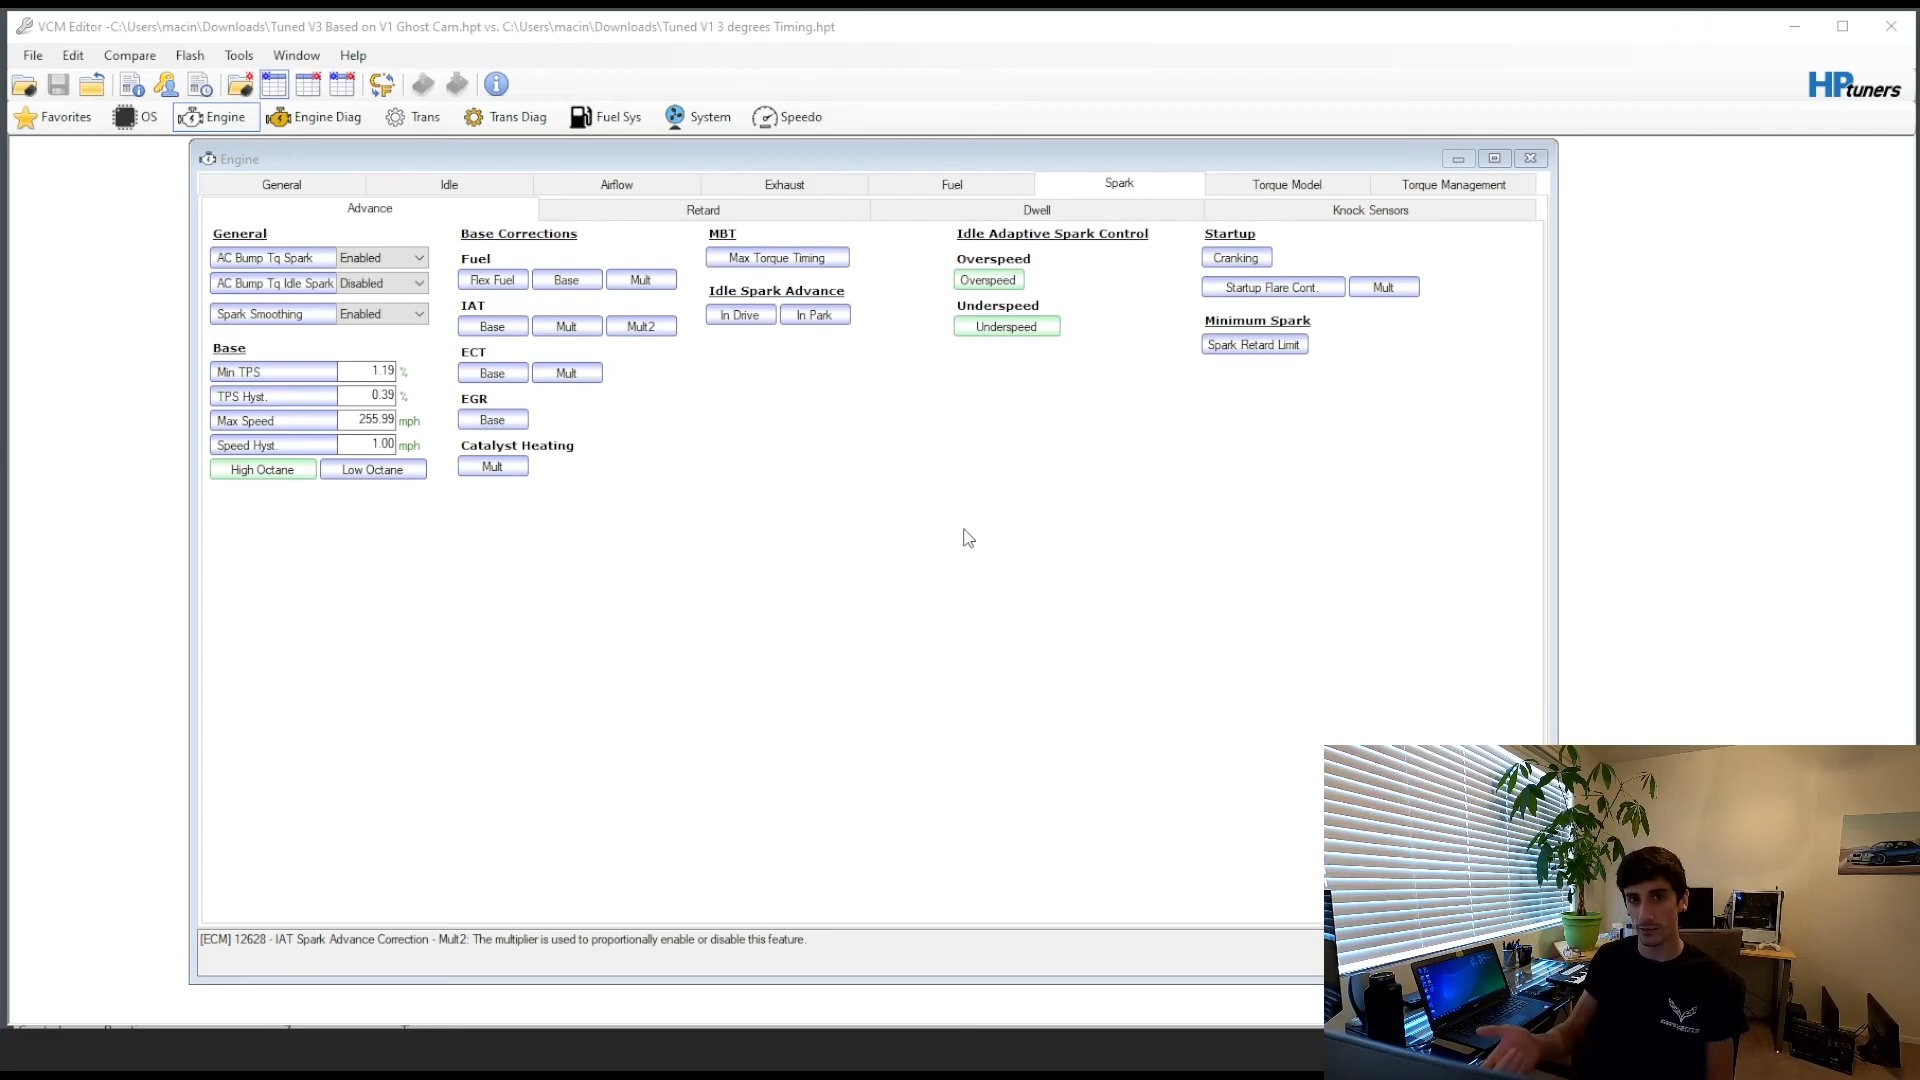 VCM Editor -C:\Users\macin\Downloads\Tuned V3 Based on V1 Ghost Cam.hpt vs. C:\Users\macin\Downloads\Tuned V1 3 degrees Timing.hpt
File Edit Compare Flash Tools Window Help
HPtuners
Favorites OS Engine Engine Diag Trans Trans Diag Fuel Sys System Speedo
Engine
General Idle Airflow Exhaust Fuel Spark Torque Model Torque Management
Advance Retard Dwell Knock Sensors
General
AC Bump Tq Spark Enabled
AC Bump Tq Idle Spark Disabled
Spark Smoothing Enabled
Base
Min TPS 1.19 %
TPS Hyst. 0.39 %
Max Speed 255.99 mph
Speed Hyst. 1.00 mph
High Octane Low Octane
Base Corrections
Fuel
Flex Fuel Base Mult
IAT
Base Mult Mult2
ECT
Base Mult
EGR
Base
Catalyst Heating
Mult
MBT
Max Torque Timing
Idle Spark Advance
In Drive In Park
Idle Adaptive Spark Control
Overspeed
Overspeed
Underspeed
Underspeed
Startup
Cranking
Startup Flare Cont. Mult
Minimum Spark
Spark Retard Limit
[ECM] 12628 - IAT Spark Advance Correction - Mult2: The multiplier is used to proportionally enable or disable this feature.